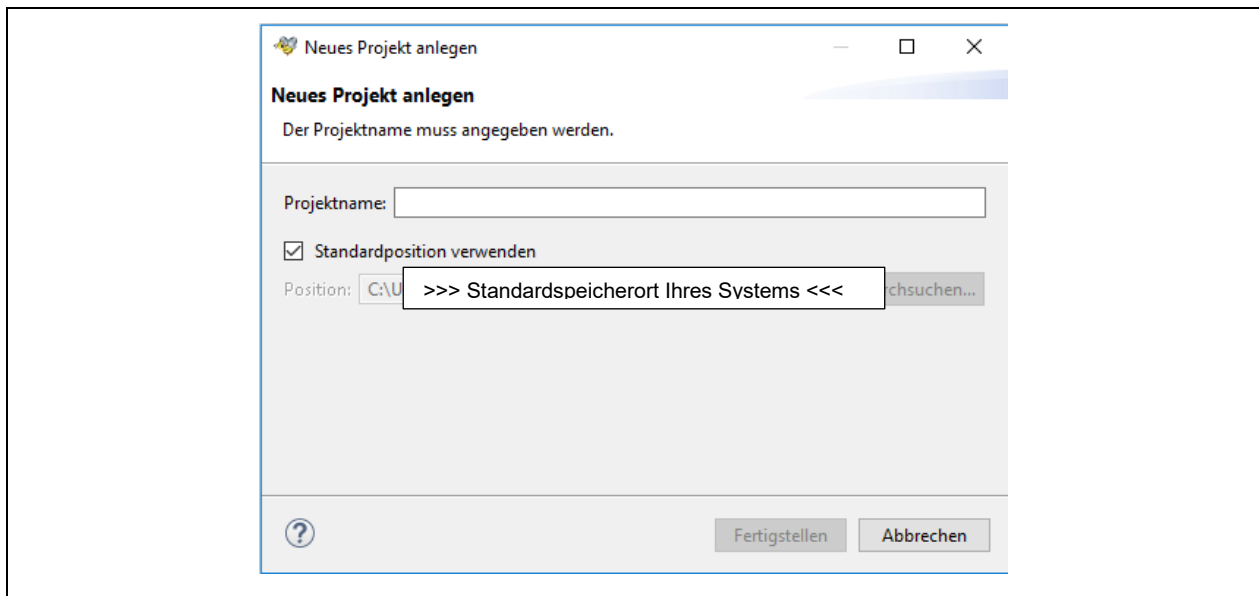 Neues Projekt anlegen
Neues Projekt anlegen
Der Projektname muss angegeben werden.
Projektname:
Standardposition verwenden
Position: C:\U >>> Standardspeicherort Ihres Systems <<< rchsuchen...
? Fertigstellen Abbrechen